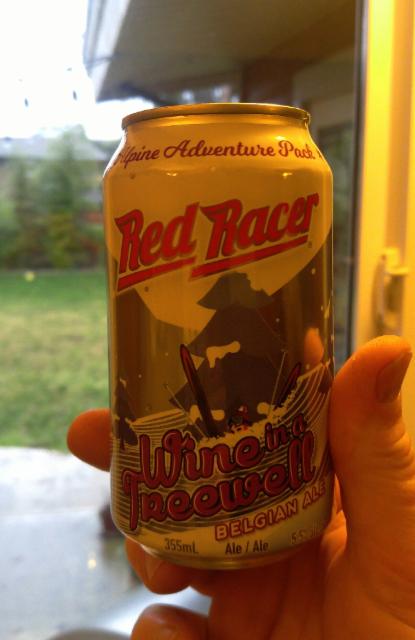 Alpine Adventure Pack
Red Racer
Wine in a
Treewell
BELGIAN ALE
355mL Ale / Ale